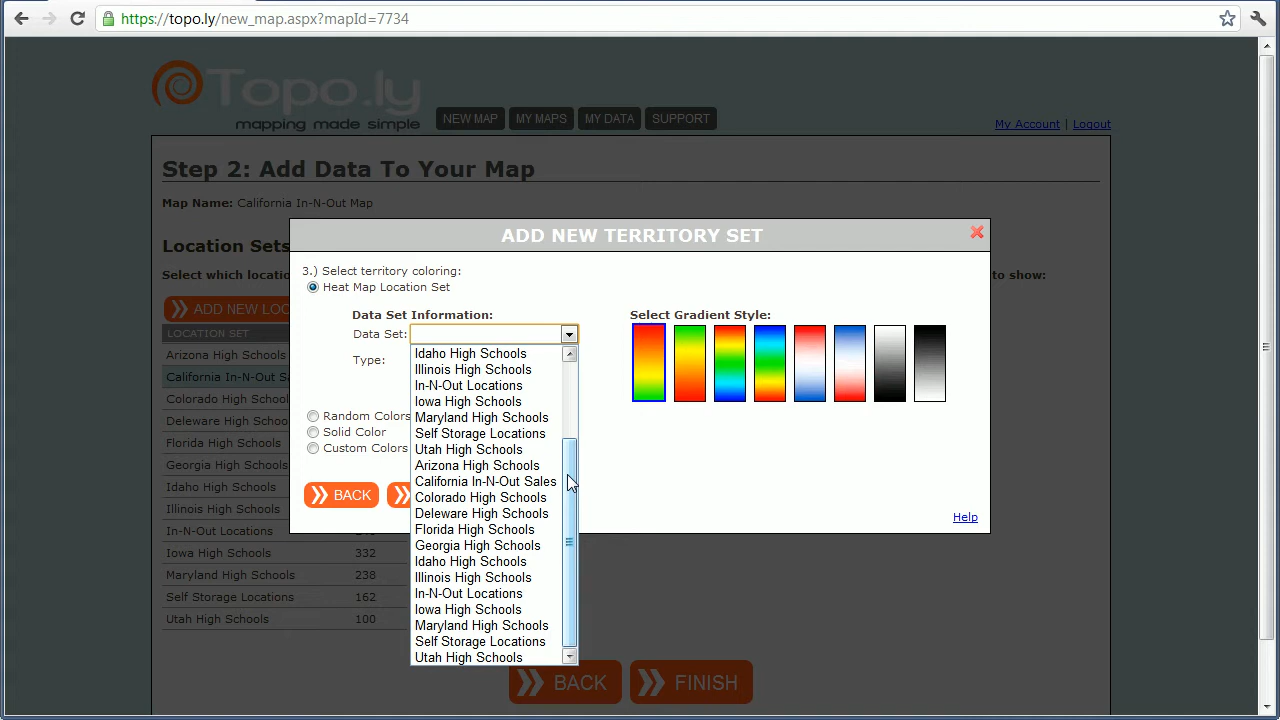 https://topo.ly/new_map.aspx?mapId=7734
Topo.ly
mapping made simple
NEW MAP
MY MAPS
MY DATA
SUPPORT
My Account | Logout
Step 2: Add Data To Your Map
Map Name: California In-N-Out Map
Location Sets
Select which locatio
to show:
ADD NEW LOC
LOCATION SET
Arizona High Schools
California In-N-Out Sa
Colorado High Schools
Deleware High Schools
Florida High Schools
Georgia High Schools
Idaho High Schools
Illinois High Schools
In-N-Out Locations
Iowa High Schools 332
Maryland High Schools 238
Self Storage Locations 162
Utah High Schools 100
ADD NEW TERRITORY SET
3.) Select territory coloring:
Heat Map Location Set
Data Set Information:
Data Set:
Type:
Select Gradient Style:
Random Colors
Solid Color
Custom Colors
BACK
Help
Idaho High Schools
Illinois High Schools
In-N-Out Locations
Iowa High Schools
Maryland High Schools
Self Storage Locations
Utah High Schools
Arizona High Schools
California In-N-Out Sales
Colorado High Schools
Deleware High Schools
Florida High Schools
Georgia High Schools
Idaho High Schools
Illinois High Schools
In-N-Out Locations
Iowa High Schools
Maryland High Schools
Self Storage Locations
Utah High Schools
BACK
FINISH